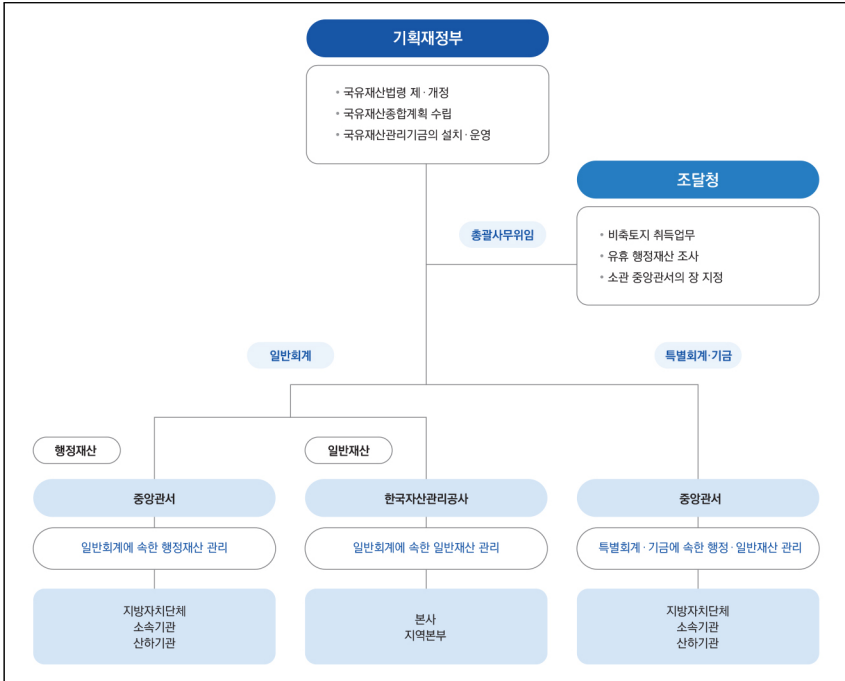 기획재정부
• 국유재산법령 제·개정
• 국유재산종합계획 수립
• 국유재산관리기금의 설치·운영
조달청
총괄사무위임
• 비축토지 취득업무
• 유휴 행정재산 조사
• 소관 중앙관서의 장 지정
일반회계
특별회계·기금
행정재산
일반재산
중앙관서
한국자산관리공사
중앙관서
일반회계에 속한 행정재산 관리
일반회계에 속한 일반재산 관리
특별회계·기금에 속한 행정·일반재산 관리
지방자치단체
소속기관
산하기관
본사
지역본부
지방자치단체
소속기관
산하기관